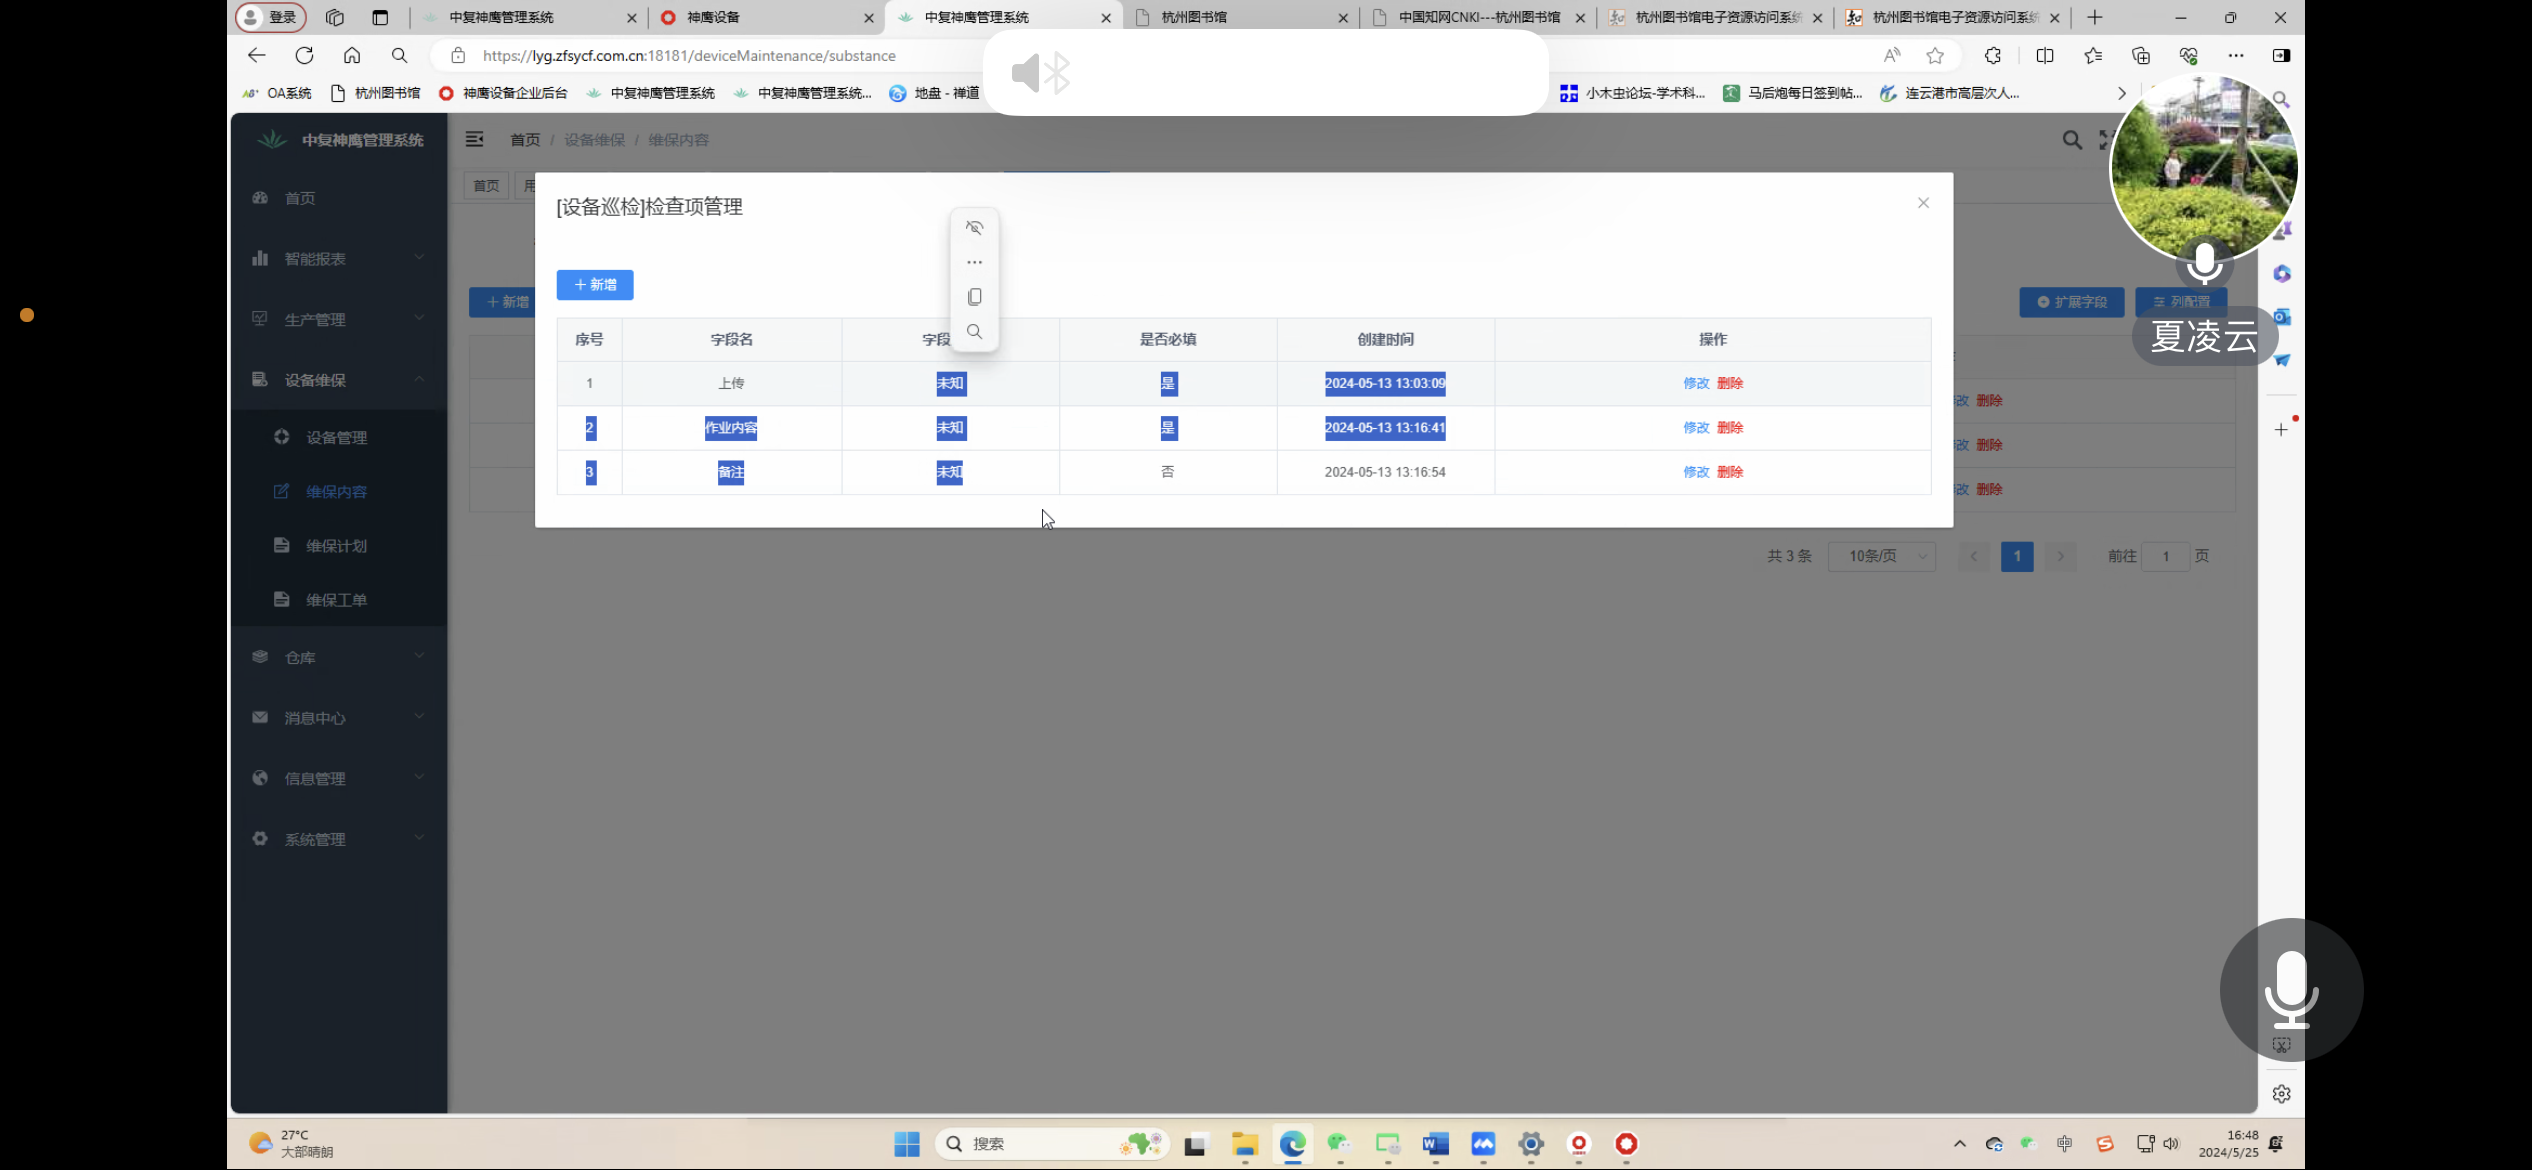 登录
中复神鹰管理系统
神鹰设备
中复神鹰管理系统
杭州图书馆
中国知网CNKI---杭州图书馆
杭州图书馆电子资源访问系统
杭州图书馆电子资源访问系统
https://lyg.zfsycf.com.cn:18181/deviceMaintenance/substance
OA系统
杭州图书馆
神鹰设备企业后台
中复神鹰管理系统
中复神鹰管理系统...
地盘 - 禅道
小木虫论坛-学术科...
马后炮每日签到帖...
连云港市高层次人...
中复神鹰管理系统
首页 / 设备维保 / 维保内容
首页
智能报表
生产管理
设备维保
设备管理
维保内容
维保计划
维保工单
仓库
消息中心
信息管理
系统管理
首页
用
[设备巡检]检查项管理
+ 新增
+ 新增
扩展字段
列配置
夏凌云
序号 字段名 字段 是否必填 创建时间 操作
1 上传 未知 是 2024-05-13 13:03:09 修改 删除
2 作业内容 未知 是 2024-05-13 13:16:41 修改 删除
3 备注 未知 否 2024-05-13 13:16:54 修改 删除
改 删除
改 删除
改 删除
共 3 条
10条/页
1
前往 1 页
27°C
大部晴朗
搜索
中
16:48
2024/5/25